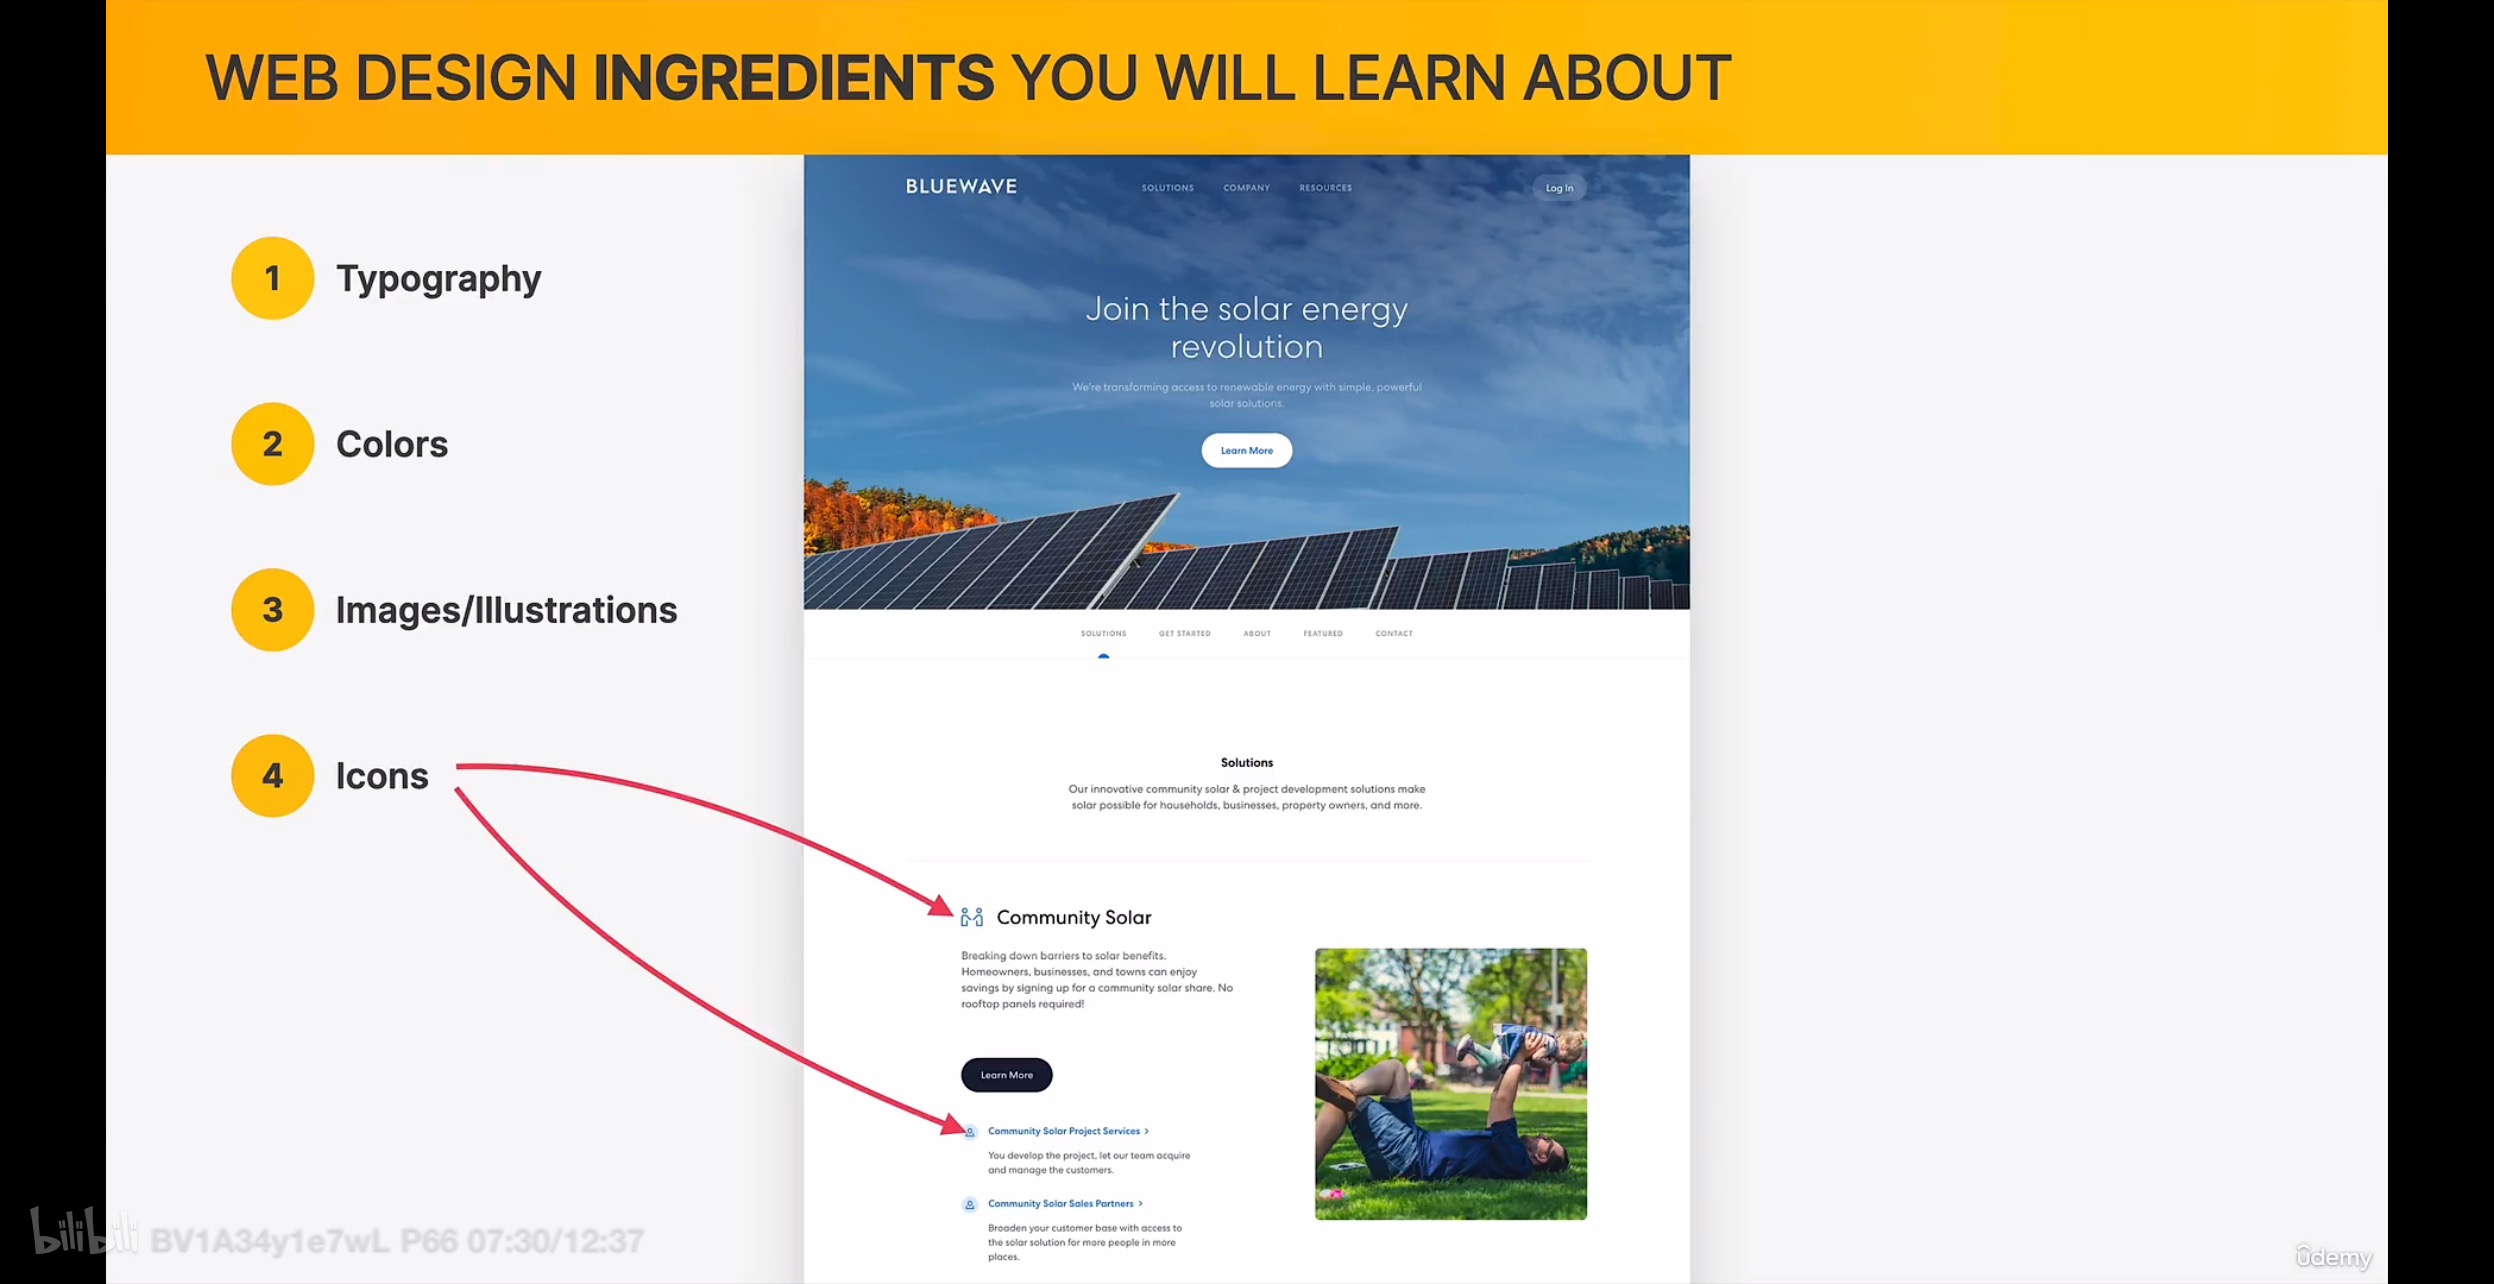 WEB DESIGN INGREDIENTS YOU WILL LEARN ABOUT
1 Typography
2 Colors
3 Images/Illustrations
4 Icons
BLUEWAVE SOLUTIONS COMPANY RESOURCES Log In
Join the solar energy
revolution
We're transforming access to renewable energy with simple, powerful
solar solutions.
Learn More
SOLUTIONS GET STARTED ABOUT FEATURED CONTACT
Solutions
Our innovative community solar & project development solutions make
solar possible for households, businesses, property owners, and more.
Community Solar
Breaking down barriers to solar benefits.
Homeowners, businesses, and towns can enjoy
savings by signing up for a community solar share. No
rooftop panels required!
Learn More
Community Solar Project Services >
You develop the project, let our team acquire
and manage the customers.
Community Solar Sales Partners >
Broaden your customer base with access to
the solar solution for more people in more
places.
bilibili BV1A34y1e7wL P66 07:30/12:37
ûdemy